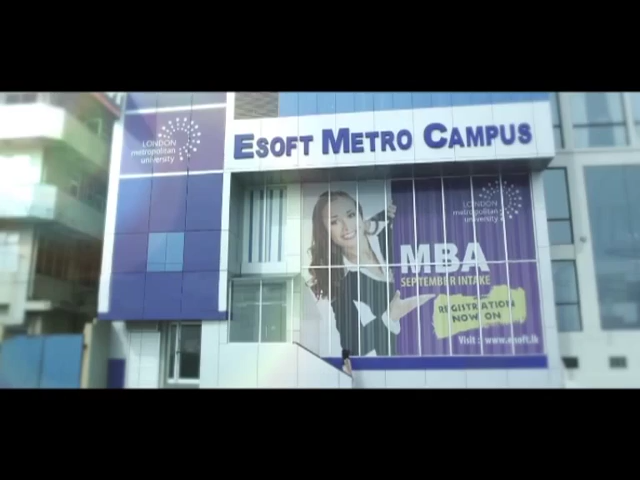 LONDON
metropolitan
university
ESOFT METRO CAMPUS
LONDON
metropolitan
university
MBA
SEPTEMBER INTAKE
REGISTRATION
NOW ON
Visit : www.esoft.lk